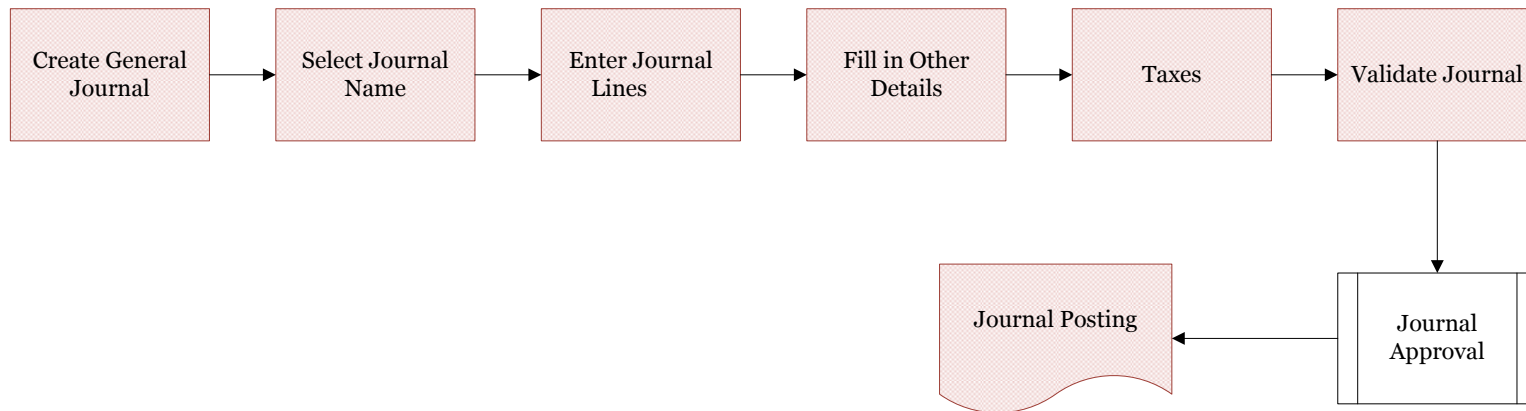 Create General
Journal
Select Journal
Name
Enter Journal
Lines
Fill in Other
Details
Taxes
Validate Journal
Journal Posting
Journal
Approval